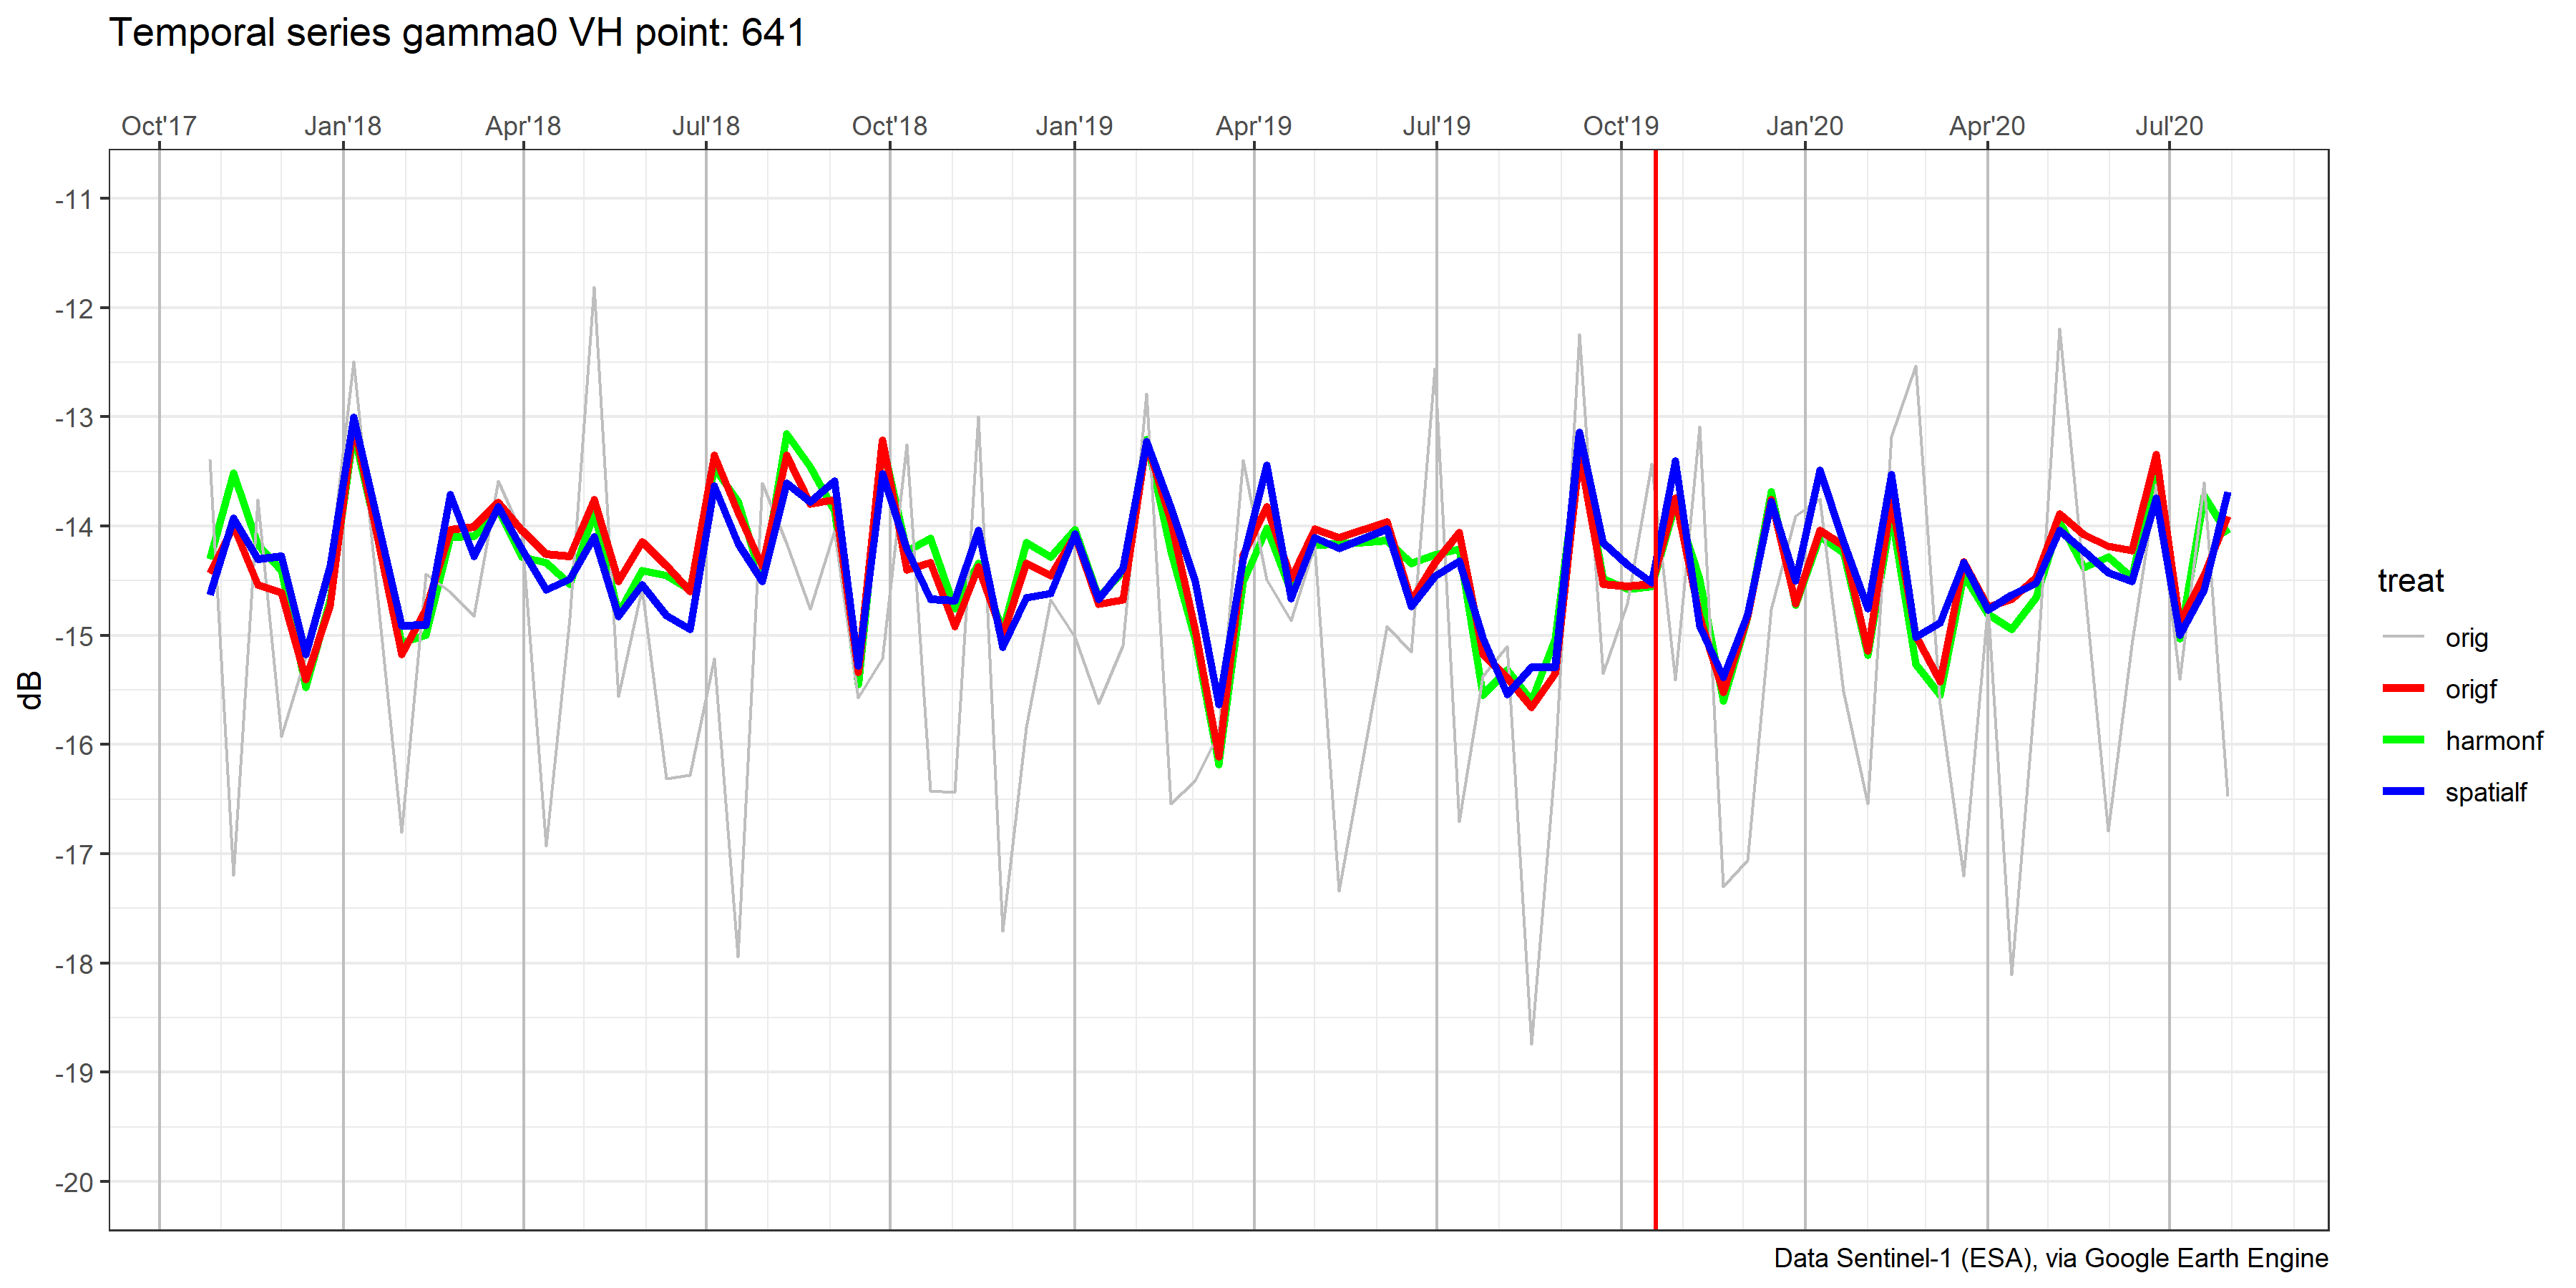 Temporal series gamma0 VH point: 641
Oct'17 Jan'18 Apr'18 Jul'18 Oct'18 Jan'19 Apr'19 Jul'19 Oct'19 Jan'20 Apr'20 Jul'20
-11
-12
-13
-14
-15
-16
-17
-18
-19
-20
dB
treat
orig
origf
harmonf
spatialf
Data Sentinel-1 (ESA), via Google Earth Engine